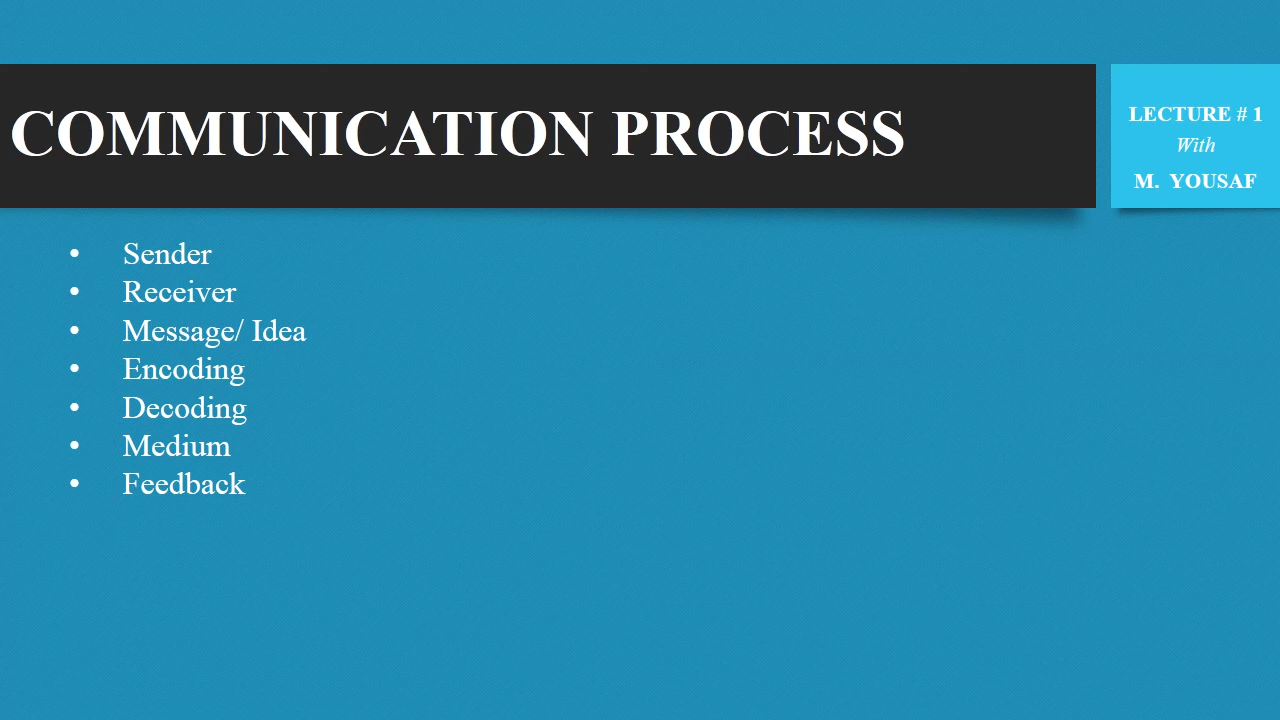 COMMUNICATION PROCESS
LECTURE # 1
With
M. YOUSAF
• Sender
• Receiver
• Message/ Idea
• Encoding
• Decoding
• Medium
• Feedback